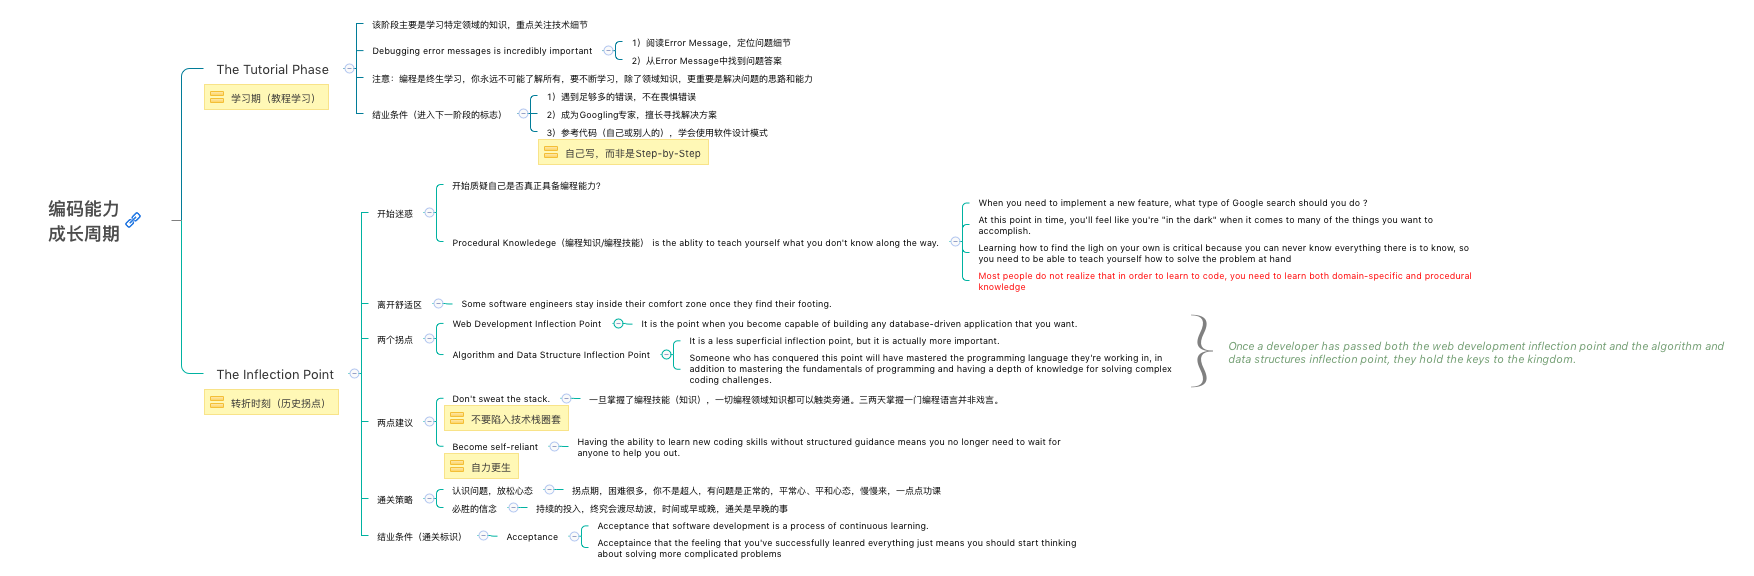 编码能力
成长周期
The Tutorial Phase
学习期（教程学习）
该阶段主要是学习特定领域的知识，重点关注技术细节
Debugging error messages is incredibly important
1）阅读Error Message，定位问题细节
2）从Error Message中找到问题答案
注意：编程是终生学习，你永远不可能了解所有，要不断学习，除了领域知识，更重要是解决问题的思路和能力
结业条件（进入下一阶段的标志）
1）遇到足够多的错误，不在畏惧错误
2）成为Googling专家，擅长寻找解决方案
3）参考代码（自己或别人的），学会使用软件设计模式
自己写，而非是Step-by-Step
The Inflection Point
转折时刻（历史拐点）
开始迷惑
开始质疑自己是否真正具备编程能力？
Procedural Knowledege（编程知识/编程技能） is the ablity to teach yourself what you don't know along the way.
When you need to implement a new feature, what type of Google search should you do ?
At this point in time, you'll feel like you're "in the dark" when it comes to many of the things you want to
accomplish.
Learning how to find the ligh on your own is critical because you can never know everything there is to know, so
you need to be able to teach yourself how to solve the problem at hand
Most people do not realize that in order to learn to code, you need to learn both domain-specific and procedural
knowledge
离开舒适区
Some software engineers stay inside their comfort zone once they find their footing.
两个拐点
Web Development Inflection Point
It is the point when you become capable of building any database-driven application that you want.
Algorithm and Data Structure Inflection Point
It is a less superficial inflection point, but it is actually more important.
Someone who has conquered this point will have mastered the programming language they're working in, in
addition to mastering the fundamentals of programming and having a depth of knowledge for solving complex
coding challenges.
Once a developer has passed both the web development inflection point and the algorithm and
data structures inflection point, they hold the keys to the kingdom.
两点建议
Don't sweat the stack.
不要陷入技术栈圈套
一旦掌握了编程技能（知识），一切编程领域知识都可以触类旁通。三两天掌握一门编程语言并非戏言。
Become self-reliant
自力更生
Having the ability to learn new coding skills without structured guidance means you no longer need to wait for
anyone to help you out.
通关策略
认识问题，放松心态
拐点期，困难很多，你不是超人，有问题是正常的，平常心、平和心态，慢慢来，一点点功课
必胜的信念
持续的投入，终究会渡尽劫波，时间或早或晚，通关是早晚的事
结业条件（通关标识）
Acceptance
Acceptance that software development is a process of continuous learning.
Acceptaince that the feeling that you've successfully leanred everything just means you should start thinking
about solving more complicated problems